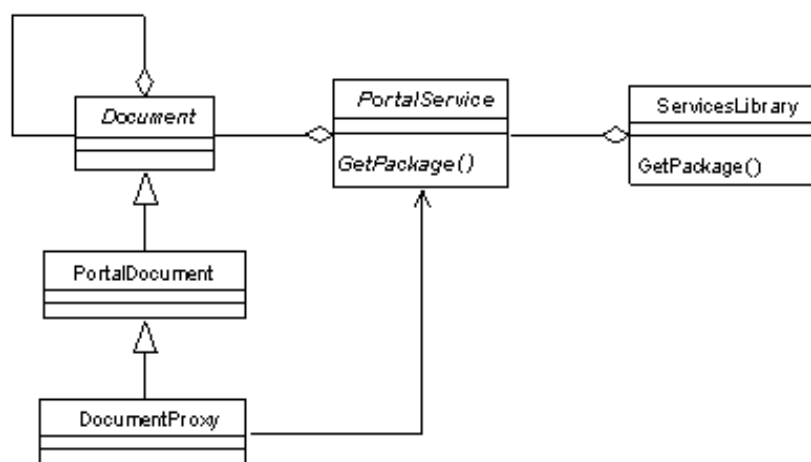 Document
PortalService
GetPackage()
ServicesLibrary
GetPackage()
PortalDocument
DocumentProxy